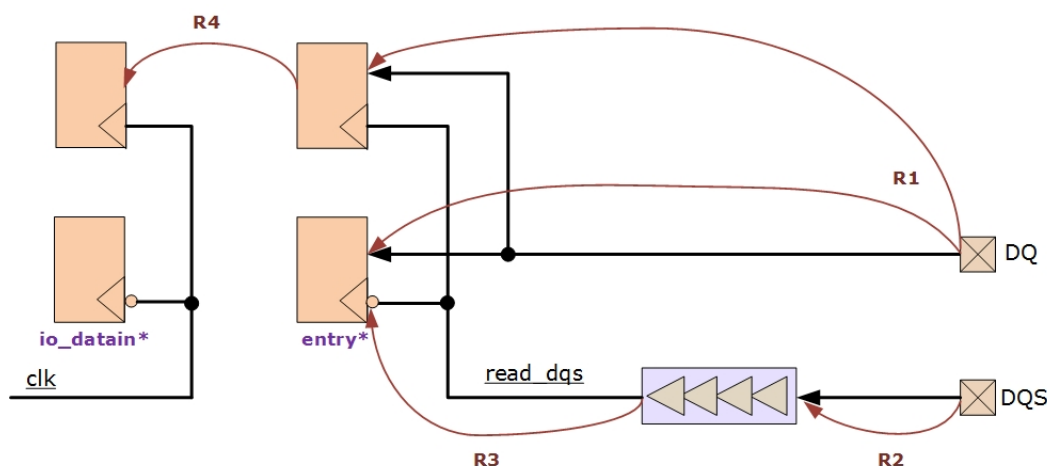 R4
R1
DQ
io_datain*
entry*
clk
read_dqs
DQS
R3
R2